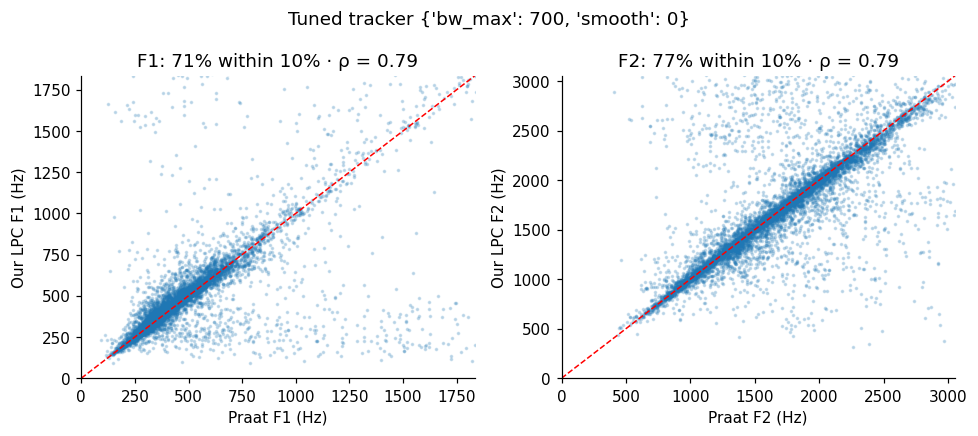 Tuned tracker {'bw_max': 700, 'smooth': 0}
F1: 71% within 10% · ρ = 0.79
Our LPC F1 (Hz)
1750
1500
1250
1000
750
500
250
0
0 250 500 750 1000 1250 1500 1750
Praat F1 (Hz)
F2: 77% within 10% · ρ = 0.79
Our LPC F2 (Hz)
3000
2500
2000
1500
1000
500
0
0 500 1000 1500 2000 2500 3000
Praat F2 (Hz)